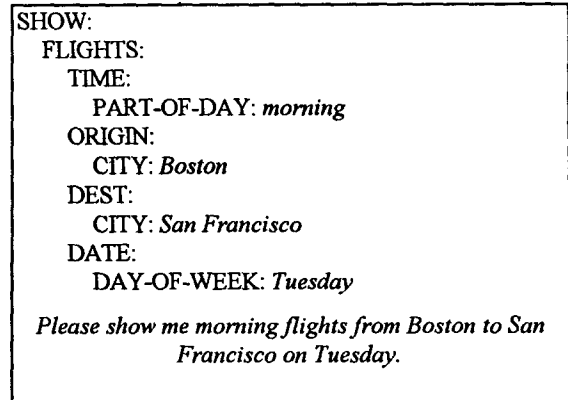 SHOW:
FLIGHTS:
TIME:
PART-OF-DAY: morning
ORIGIN:
CITY: Boston
DEST:
CITY: San Francisco
DATE:
DAY-OF-WEEK: Tuesday
Please show me morning flights from Boston to San
Francisco on Tuesday.